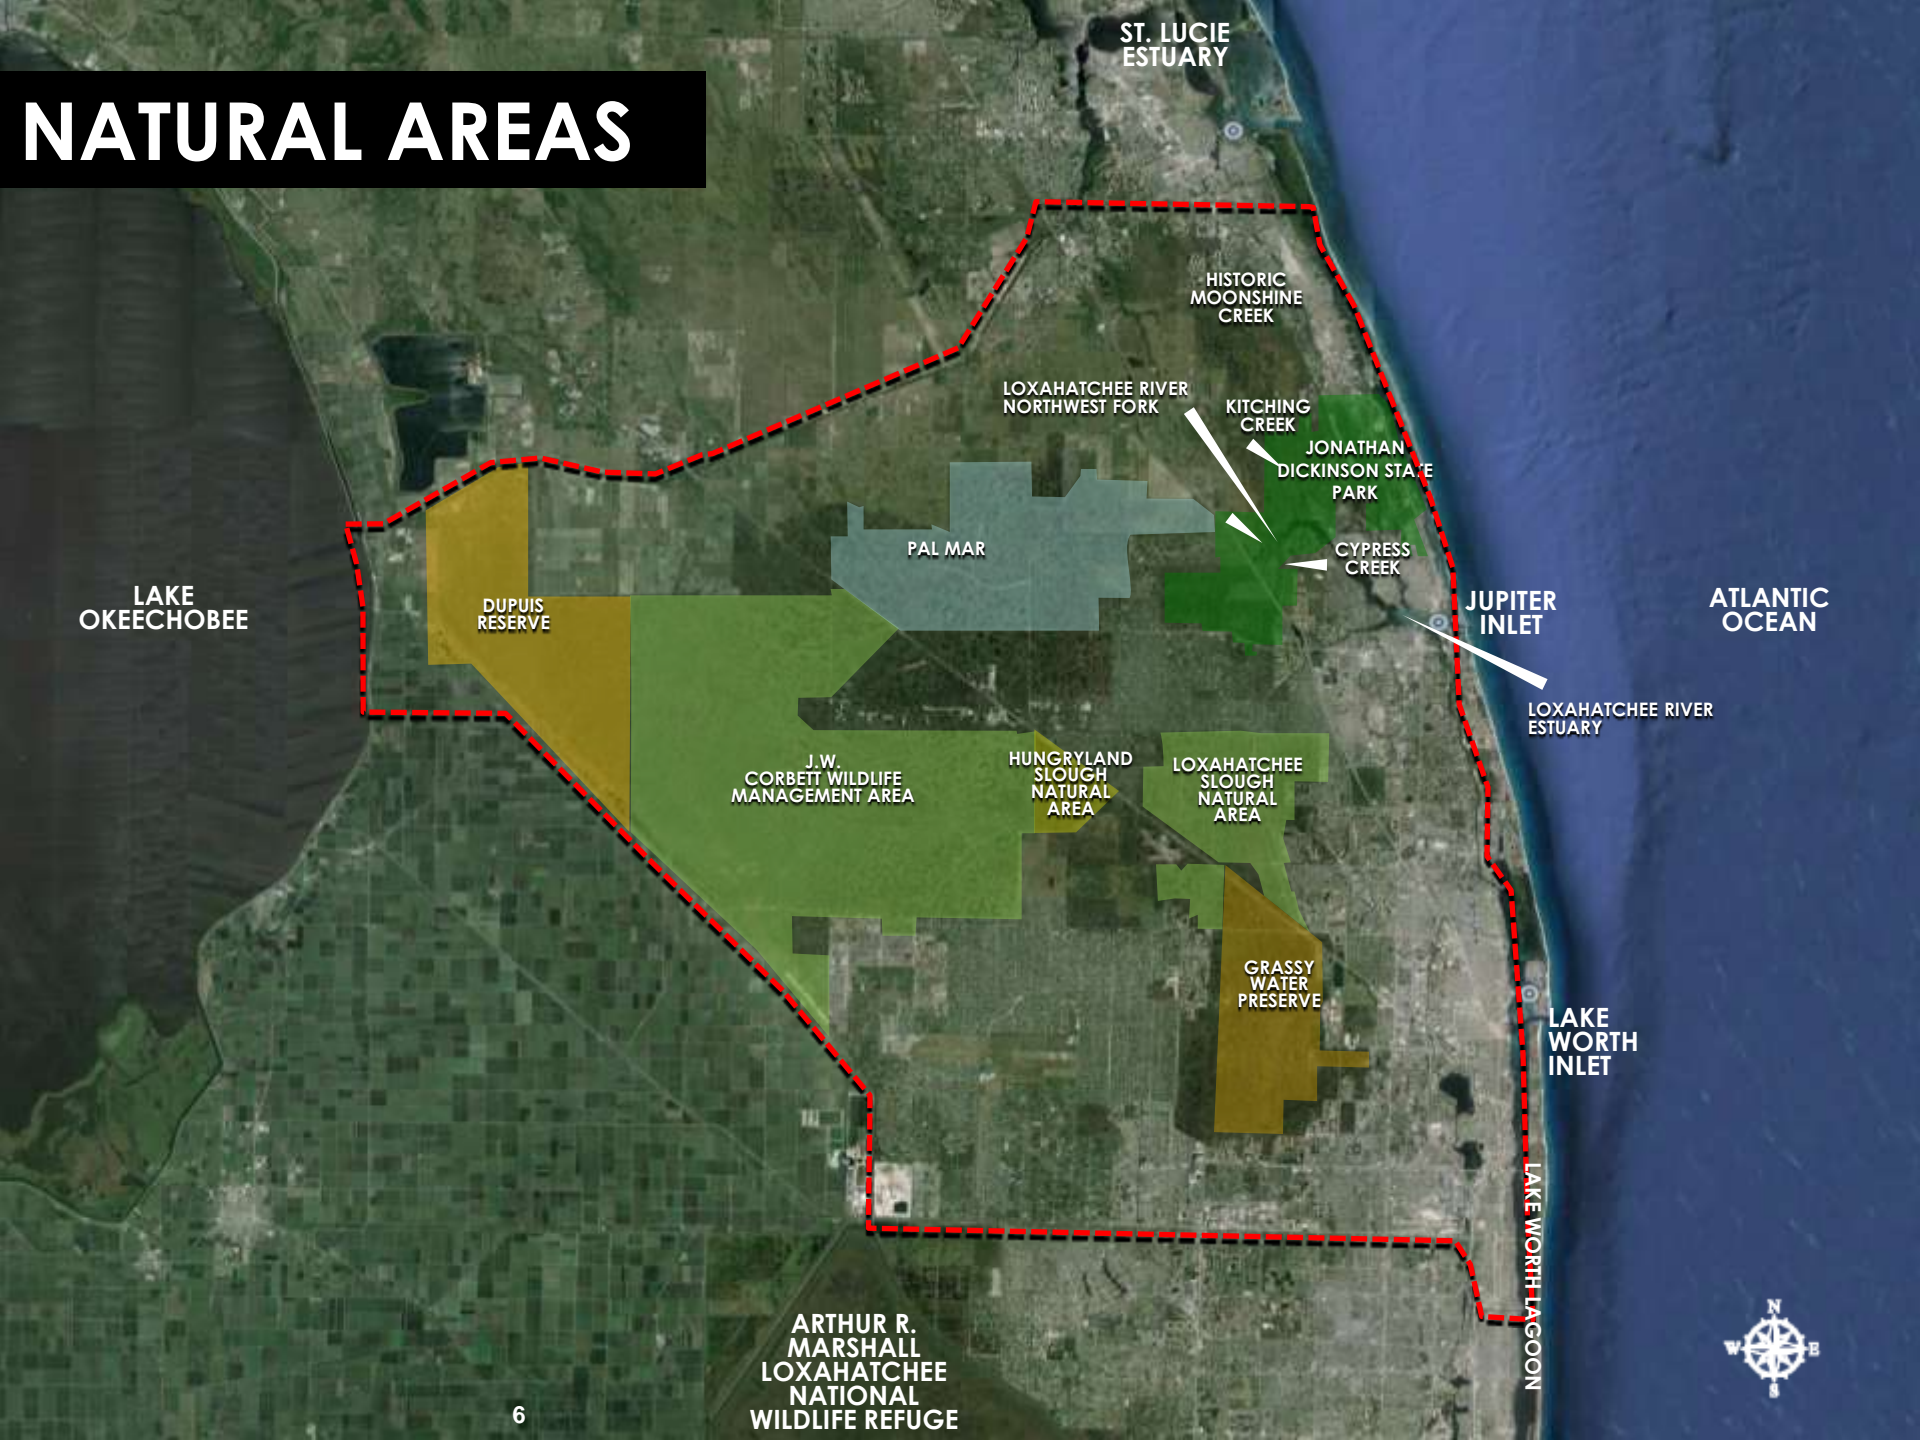 ST. LUCIE
ESTUARY
NATURAL AREAS
HISTORIC
MOONSHINE
CREEK
LOXAHATCHEE RIVER
NORTHWEST FORK
KITCHING
CREEK
JONATHAN
DICKINSON STATE
PARK
PAL MAR
CYPRESS
CREEK
LAKE
OKEECHOBEE
DUPUIS
RESERVE
JUPITER
INLET
ATLANTIC
OCEAN
LOXAHATCHEE RIVER
ESTUARY
J.W.
CORBETT WILDLIFE
MANAGEMENT AREA
HUNGRYLAND
SLOUGH
NATURAL
AREA
LOXAHATCHEE
SLOUGH
NATURAL
AREA
GRASSY
WATER
PRESERVE
LAKE
WORTH
INLET
LAKE WORTH LAGOON
ARTHUR R.
MARSHALL
LOXAHATCHEE
NATIONAL
WILDLIFE REFUGE
N
W E
S
6